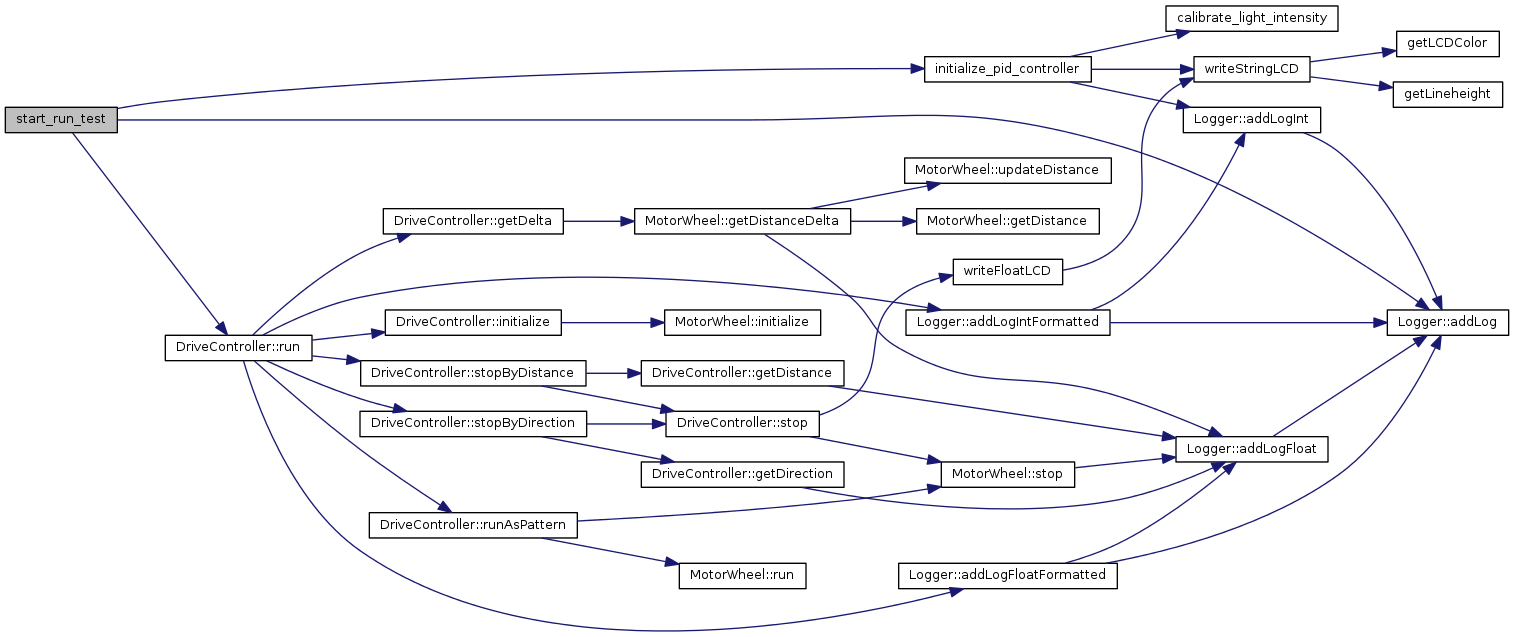 calibrate_light_intensity
getLCDColor
initialize_pid_controller
writeStringLCD
getLineheight
start_run_test
Logger::addLogInt
MotorWheel::updateDistance
DriveController::getDelta
MotorWheel::getDistanceDelta
MotorWheel::getDistance
writeFloatLCD
DriveController::initialize
MotorWheel::initialize
Logger::addLogIntFormatted
Logger::addLog
DriveController::run
DriveController::stopByDistance
DriveController::getDistance
DriveController::stopByDirection
DriveController::stop
Logger::addLogFloat
DriveController::getDirection
MotorWheel::stop
DriveController::runAsPattern
MotorWheel::run
Logger::addLogFloatFormatted